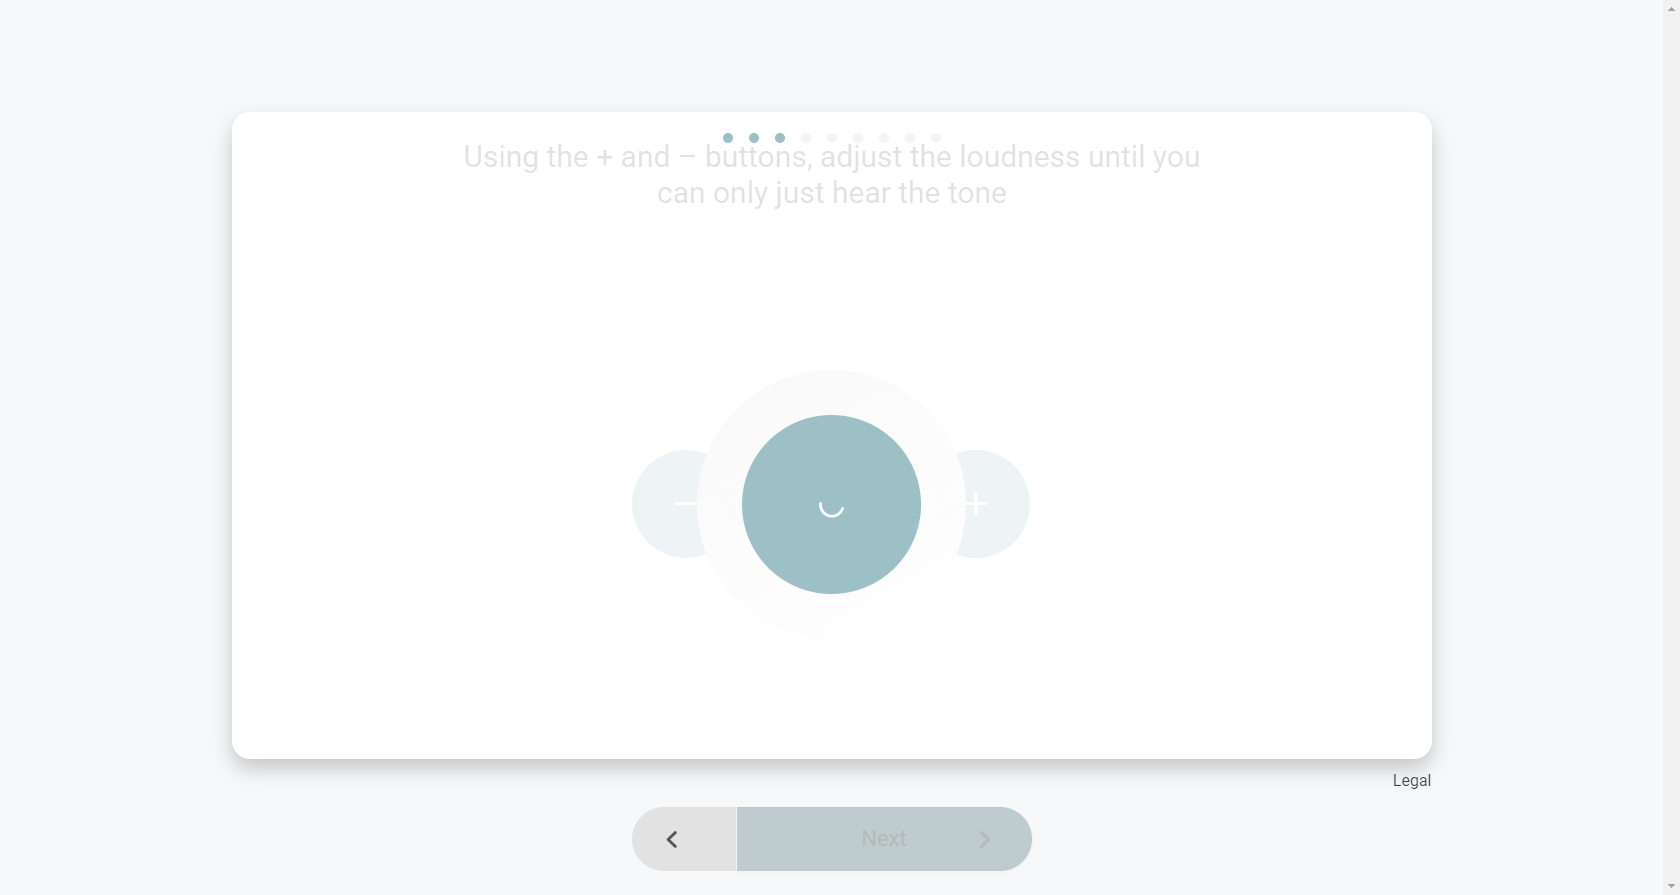 Using the + and – buttons, adjust the loudness until you
can only just hear the tone
Legal
Next